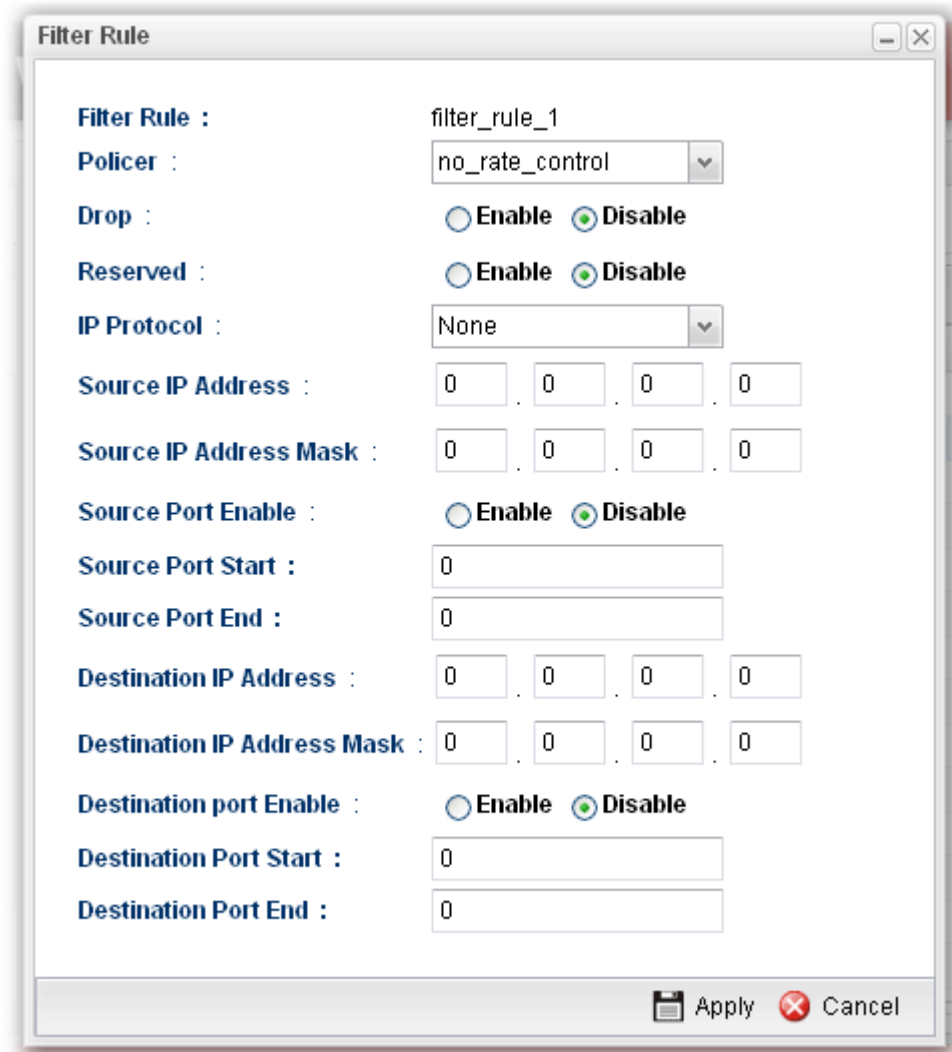 Filter Rule
Filter Rule : filter_rule_1
Policer : no_rate_control
Drop : Enable Disable
Reserved : Enable Disable
IP Protocol : None
Source IP Address : 0 . 0 . 0 . 0
Source IP Address Mask : 0 . 0 . 0 . 0
Source Port Enable : Enable Disable
Source Port Start : 0
Source Port End : 0
Destination IP Address : 0 . 0 . 0 . 0
Destination IP Address Mask : 0 . 0 . 0 . 0
Destination port Enable : Enable Disable
Destination Port Start : 0
Destination Port End : 0
Apply Cancel